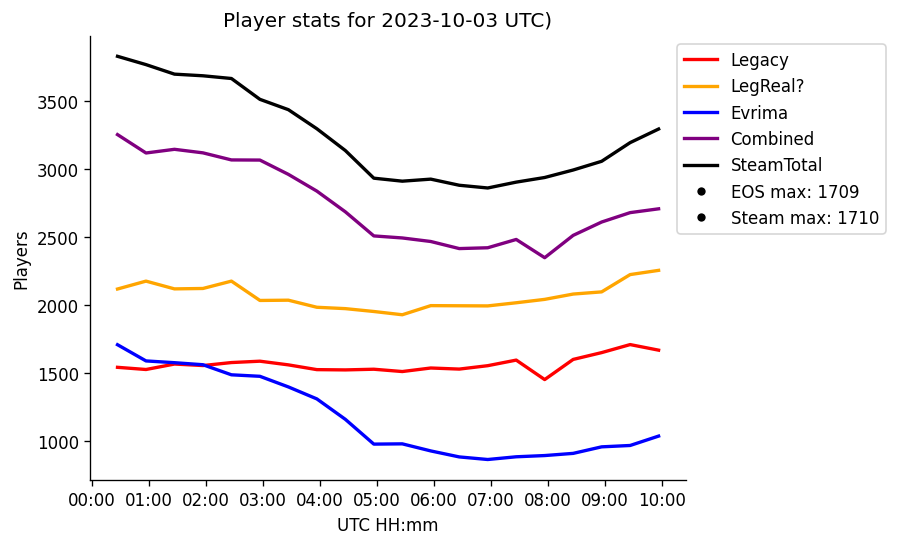 Player stats for 2023-10-03 UTC)
Legacy
LegReal?
Evrima
Combined
SteamTotal
EOS max: 1709
Steam max: 1710
Players
3500
3000
2500
2000
1500
1000
00:00 01:00 02:00 03:00 04:00 05:00 06:00 07:00 08:00 09:00 10:00
UTC HH:mm